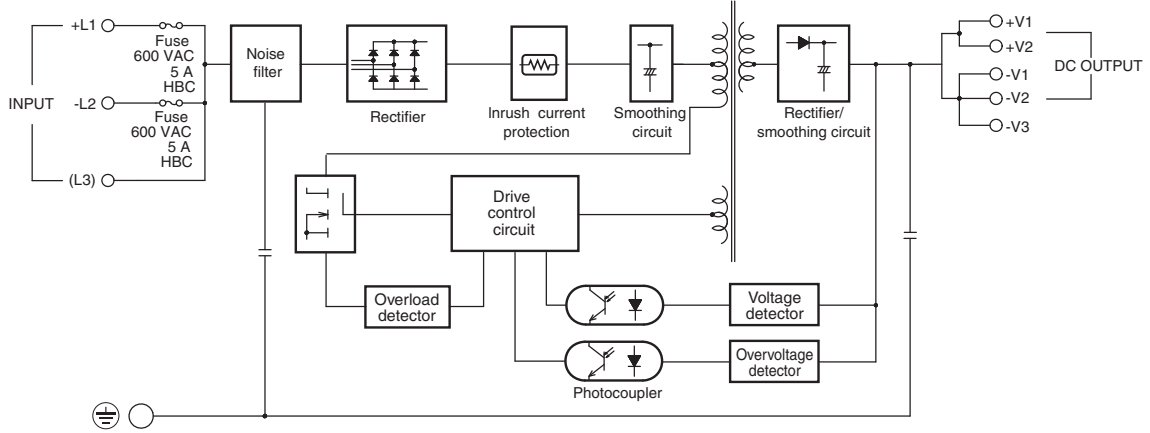 +L1
Fuse
600 VAC
5 A
HBC
INPUT
-L2
Fuse
600 VAC
5 A
HBC
(L3)
Noise
filter
Rectifier
Inrush current
protection
Smoothing
circuit
Rectifier/
smoothing circuit
+V1
+V2
-V1
-V2
-V3
DC OUTPUT
Drive
control
circuit
Overload
detector
Voltage
detector
Overvoltage
detector
Photocoupler